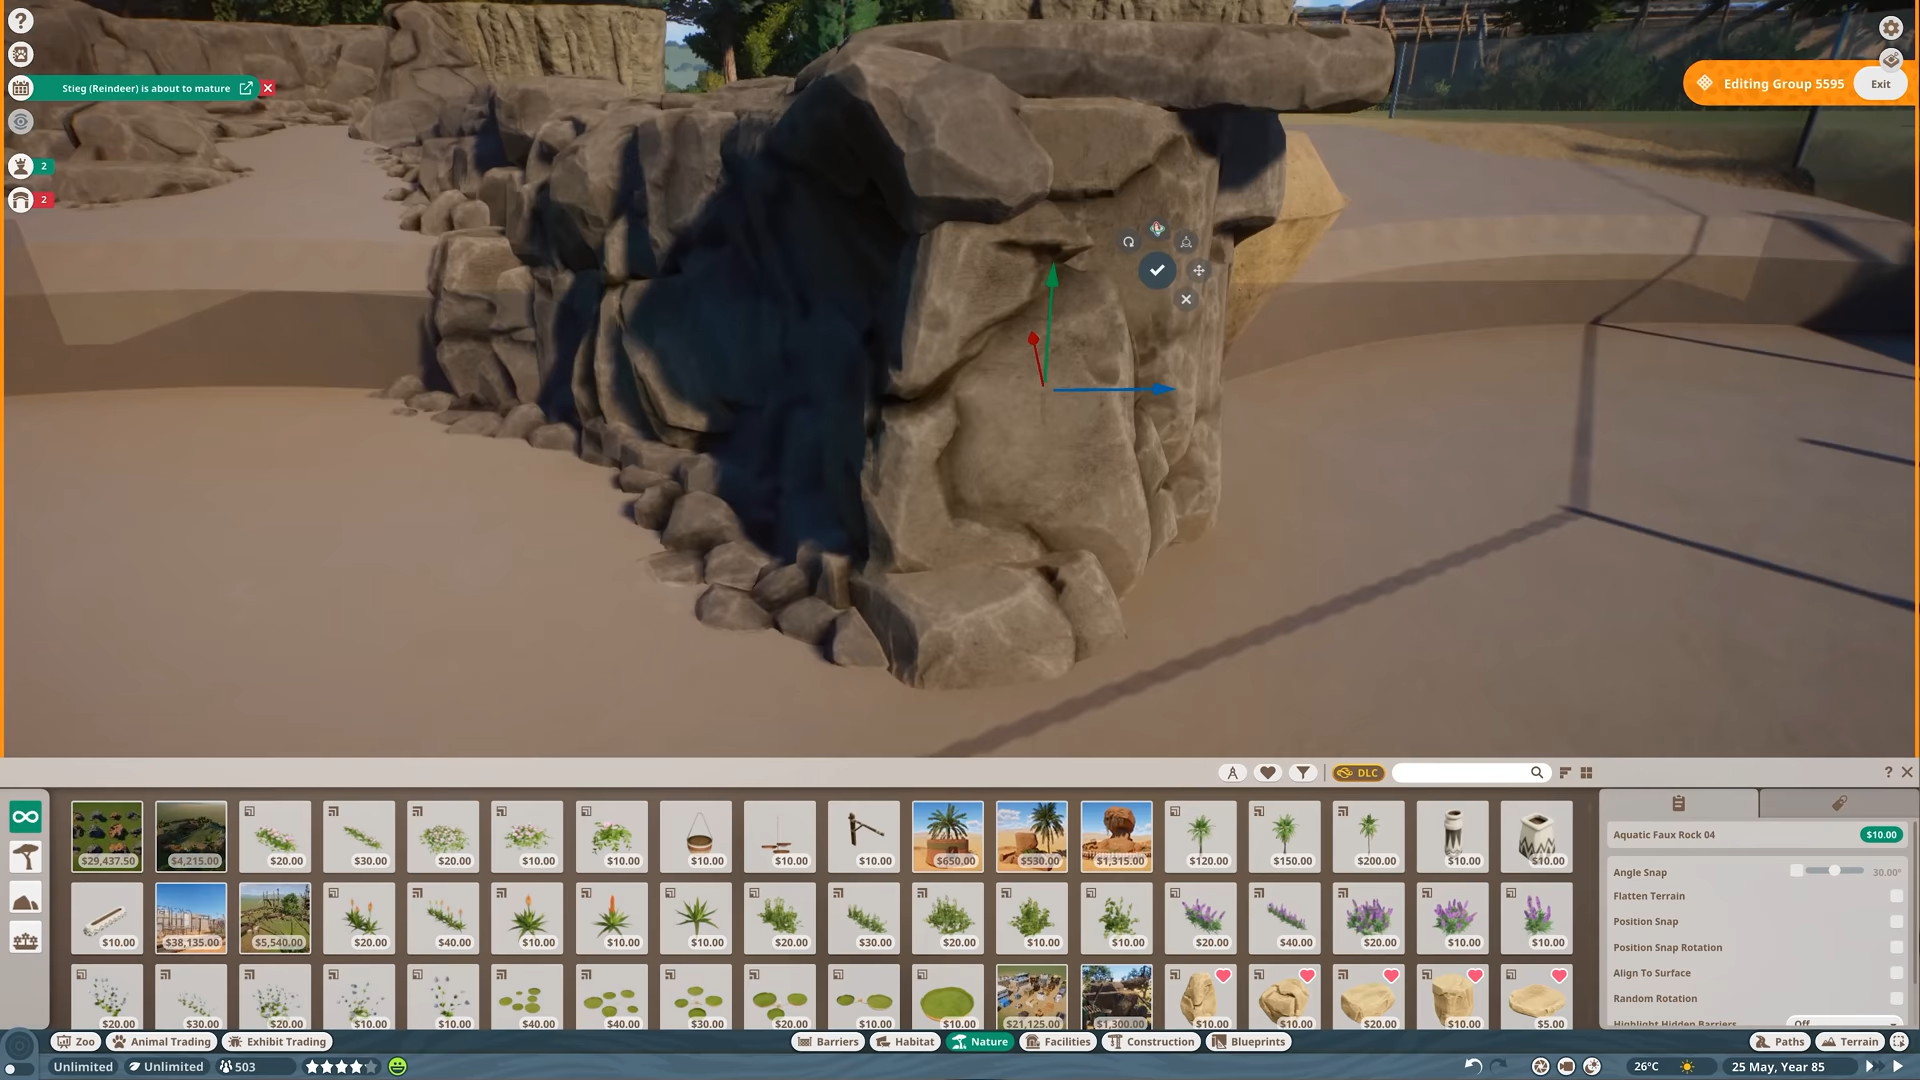 ?
Stieg (Reindeer) is about to mature
2
2
Editing Group 5595
Exit
DLC
?
$29,437.50
$4,215.00
$20.00
$30.00
$20.00
$10.00
$10.00
$10.00
$10.00
$10.00
$650.00
$530.00
$1,315.00
$120.00
$150.00
$200.00
$10.00
$10.00
$10.00
$38,135.00
$5,540.00
$20.00
$40.00
$10.00
$10.00
$10.00
$20.00
$30.00
$20.00
$10.00
$10.00
$20.00
$40.00
$20.00
$10.00
$10.00
$20.00
$30.00
$20.00
$10.00
$10.00
$40.00
$40.00
$30.00
$20.00
$10.00
$10.00
$21,125.00
$1,300.00
$10.00
$10.00
$20.00
$10.00
$5.00
Aquatic Faux Rock 04
$10.00
Angle Snap
30.00°
Flatten Terrain
Position Snap
Position Snap Rotation
Align To Surface
Random Rotation
Highlight Hidden Barriers
Off
Zoo
Animal Trading
Exhibit Trading
Barriers
Habitat
Nature
Facilities
Construction
Blueprints
Paths
Terrain
Unlimited
Unlimited
503
26°C
25 May, Year 85